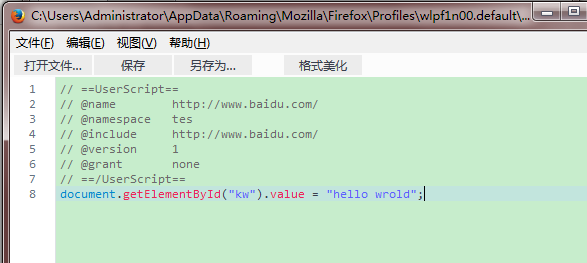 C:\Users\Administrator\AppData\Roaming\Mozilla\Firefox\Profiles\wlpf1n00.default\...
文件(F) 编辑(E) 视图(V) 帮助(H)
打开文件... 保存 另存为... 格式美化
1 // ==UserScript==
2 // @name http://www.baidu.com/
3 // @namespace tes
4 // @include http://www.baidu.com/
5 // @version 1
6 // @grant none
7 // ==/UserScript==
8 document.getElementById("kw").value = "hello wrold";